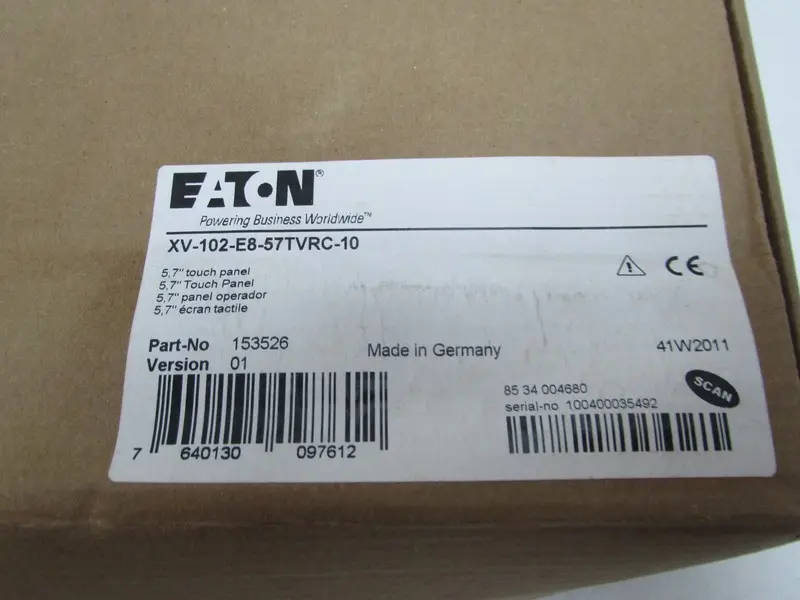 EATON®
Powering Business Worldwide™
XV-102-E8-57TVRC-10
5,7" touch panel
5,7" Touch Panel
5,7" panel operador
5,7" écran tactile
CE
Part-No 153526
Version 01
Made in Germany
41W2011
85 34 004680
serial-no 100400035492
SCAN
7 640130 097612